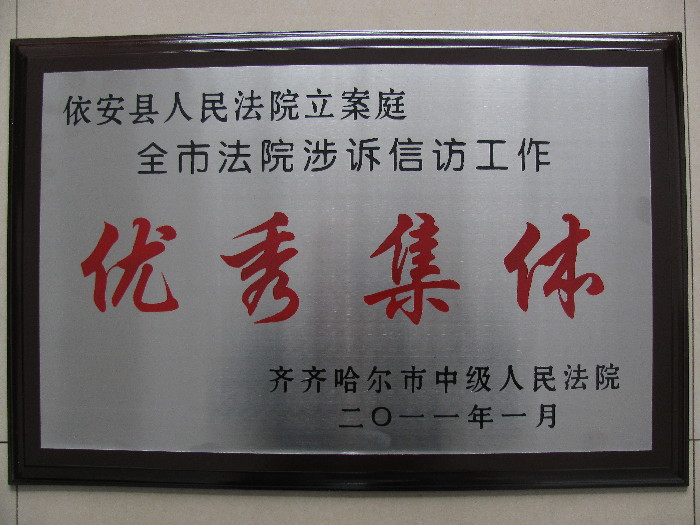 依安县人民法院立案庭
全市法院涉诉信访工作
优秀集体
齐齐哈尔市中级人民法院
二〇一一年一月